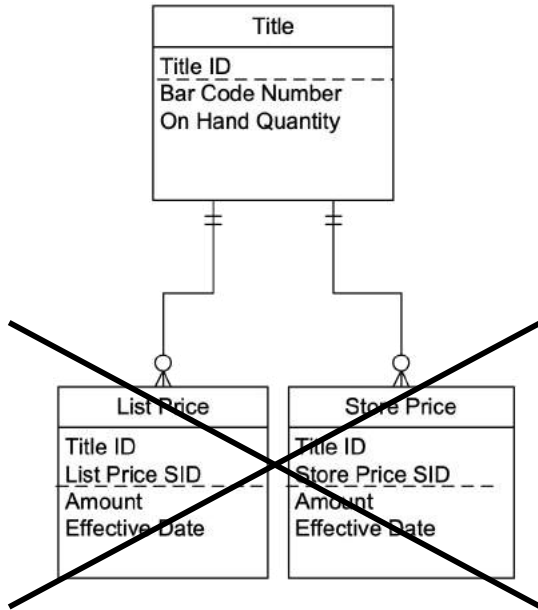 Title
Title ID
Bar Code Number
On Hand Quantity
List Price
Title ID
List Price SID
Amount
Effective Date
Store Price
Title ID
Store Price SID
Amount
Effective Date